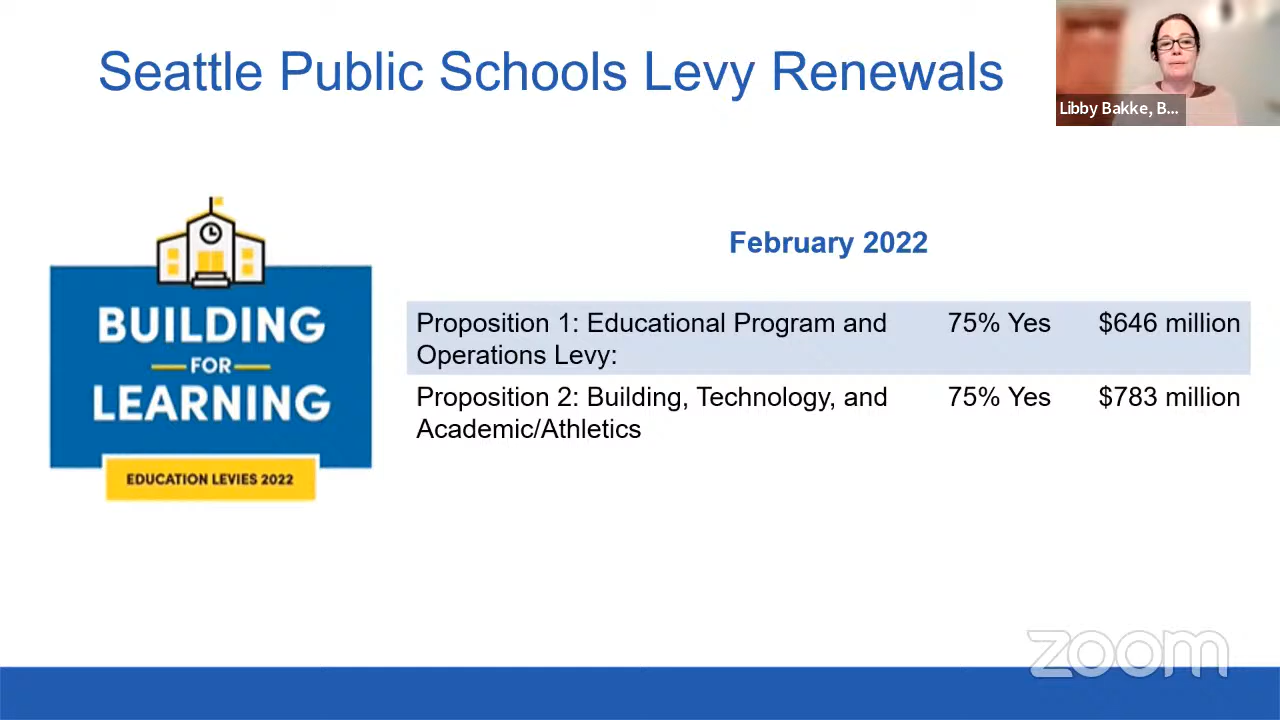 Seattle Public Schools Levy Renewals
Libby Bakke, B...
February 2022
BUILDING
FOR
LEARNING
EDUCATION LEVIES 2022
Proposition 1: Educational Program and 75% Yes $646 million
Operations Levy:
Proposition 2: Building, Technology, and 75% Yes $783 million
Academic/Athletics
zoom